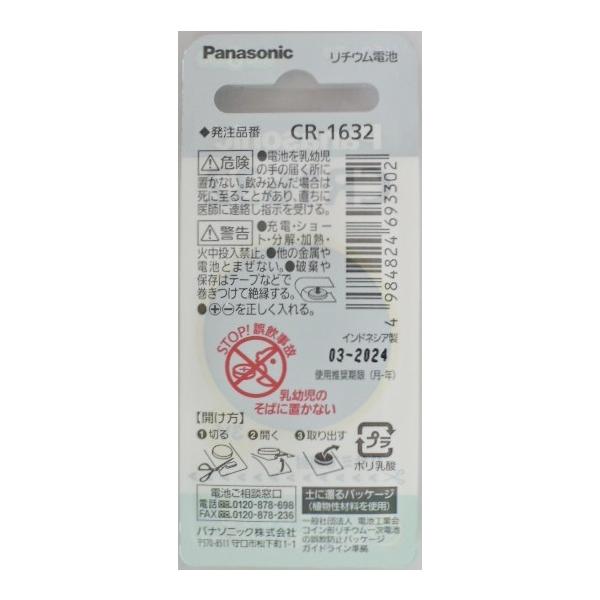 Panasonic
リチウム電池
◆発注品番 CR-1632
⚠危険 ●電池を乳幼児
の手の届く所に
置かない。飲み込んだ場合は
死に至ることがあり、直ちに
医師に連絡し指示を受ける。
⚠警告 ●充電・ショー
ト・分解・加熱・
火中投入禁止。●他の金属や
電池とまぜない。●破棄や
保存はテープなどで
巻きつけて絶縁する。
●⊕⊖を正しく入れる。
4 984824 693302
インドネシア製
03-2024
使用推奨期限 (月-年)
STOP! 誤飲事故
乳幼児の
そばに置かない
【開け方】
❶切る ❷開く ❸取り出す
プラ
ポリ乳酸
電池ご相談窓口
電話 0120-878-698
FAX 0120-878-236
パナソニック株式会社
〒570-8511 守口市松下町1-1
土に還るパッケージ
(植物性材料を使用)
一般社団法人 電池工業会
コイン形リチウム一次電池
の誤飲防止パッケージ
ガイドライン準拠